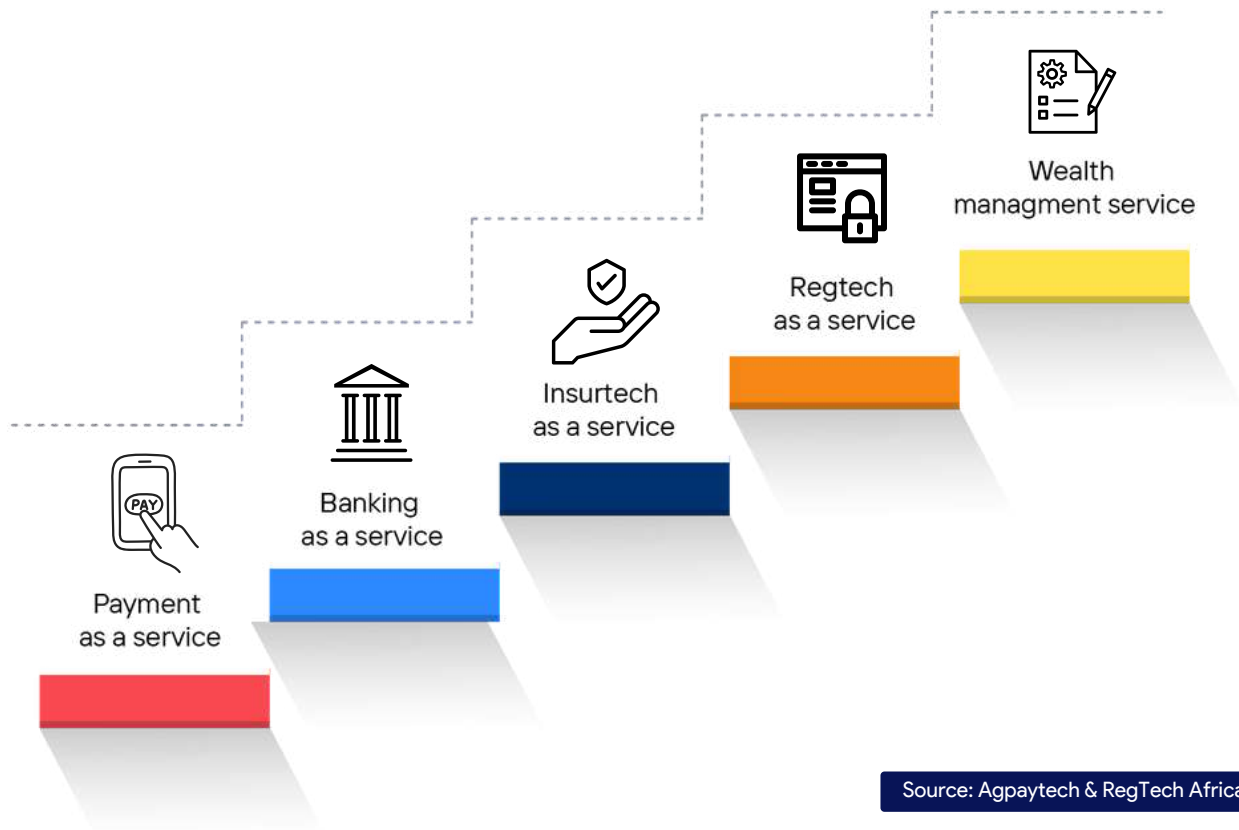 Wealth
managment service
Regtech
as a service
Insurtech
as a service
Banking
as a service
PAY
Payment
as a service
Source: Agpaytech & RegTech Africa